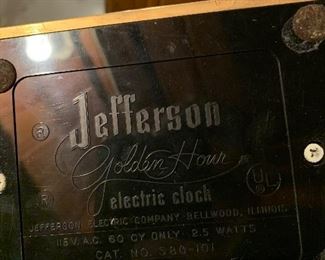 Jefferson
Golden Hour
electric clock
JEFFERSON ELECTRIC COMPANY-BELLWOOD, ILLINOIS.
115 V. A.C. 60 CY ONLY 2.5 WATTS
CAT. NO. 580-101